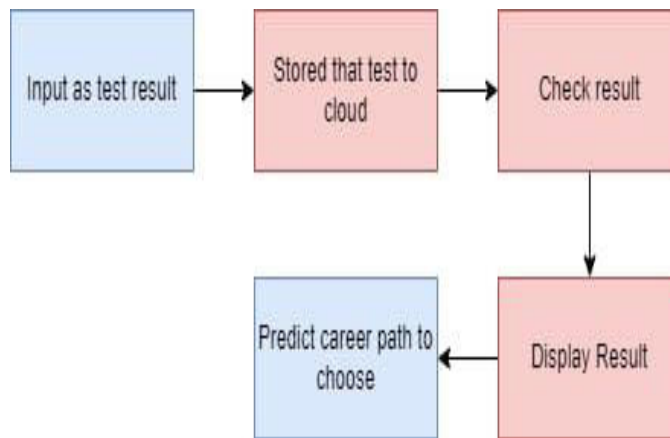 Input as test result
Stored that test to
cloud
Check result
Predict career path to
choose
Display Result